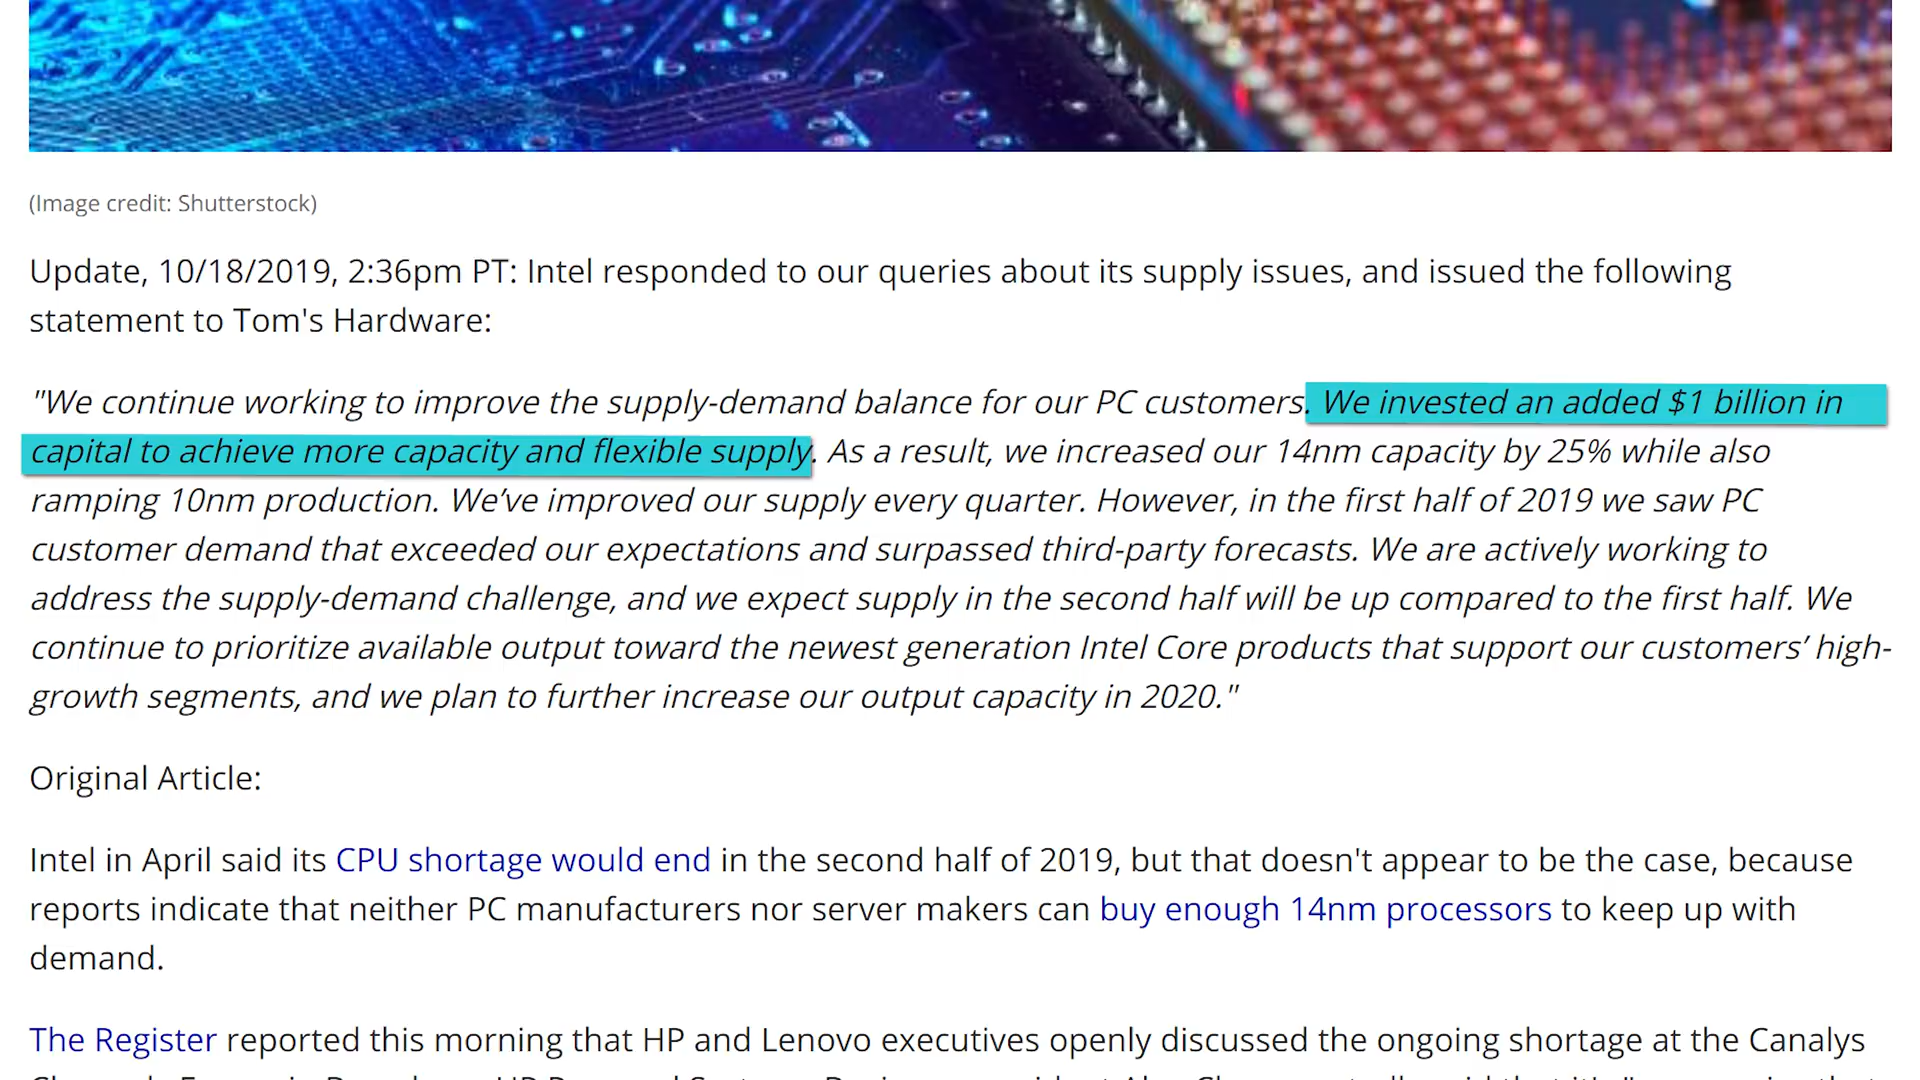 (Image credit: Shutterstock)
Update, 10/18/2019, 2:36pm PT: Intel responded to our queries about its supply issues, and issued the following
statement to Tom's Hardware:
"We continue working to improve the supply-demand balance for our PC customers. We invested an added $1 billion in
capital to achieve more capacity and flexible supply. As a result, we increased our 14nm capacity by 25% while also
ramping 10nm production. We’ve improved our supply every quarter. However, in the first half of 2019 we saw PC
customer demand that exceeded our expectations and surpassed third-party forecasts. We are actively working to
address the supply-demand challenge, and we expect supply in the second half will be up compared to the first half. We
continue to prioritize available output toward the newest generation Intel Core products that support our customers’ high-
growth segments, and we plan to further increase our output capacity in 2020."
Original Article:
Intel in April said its CPU shortage would end in the second half of 2019, but that doesn't appear to be the case, because
reports indicate that neither PC manufacturers nor server makers can buy enough 14nm processors to keep up with
demand.
The Register reported this morning that HP and Lenovo executives openly discussed the ongoing shortage at the Canalys